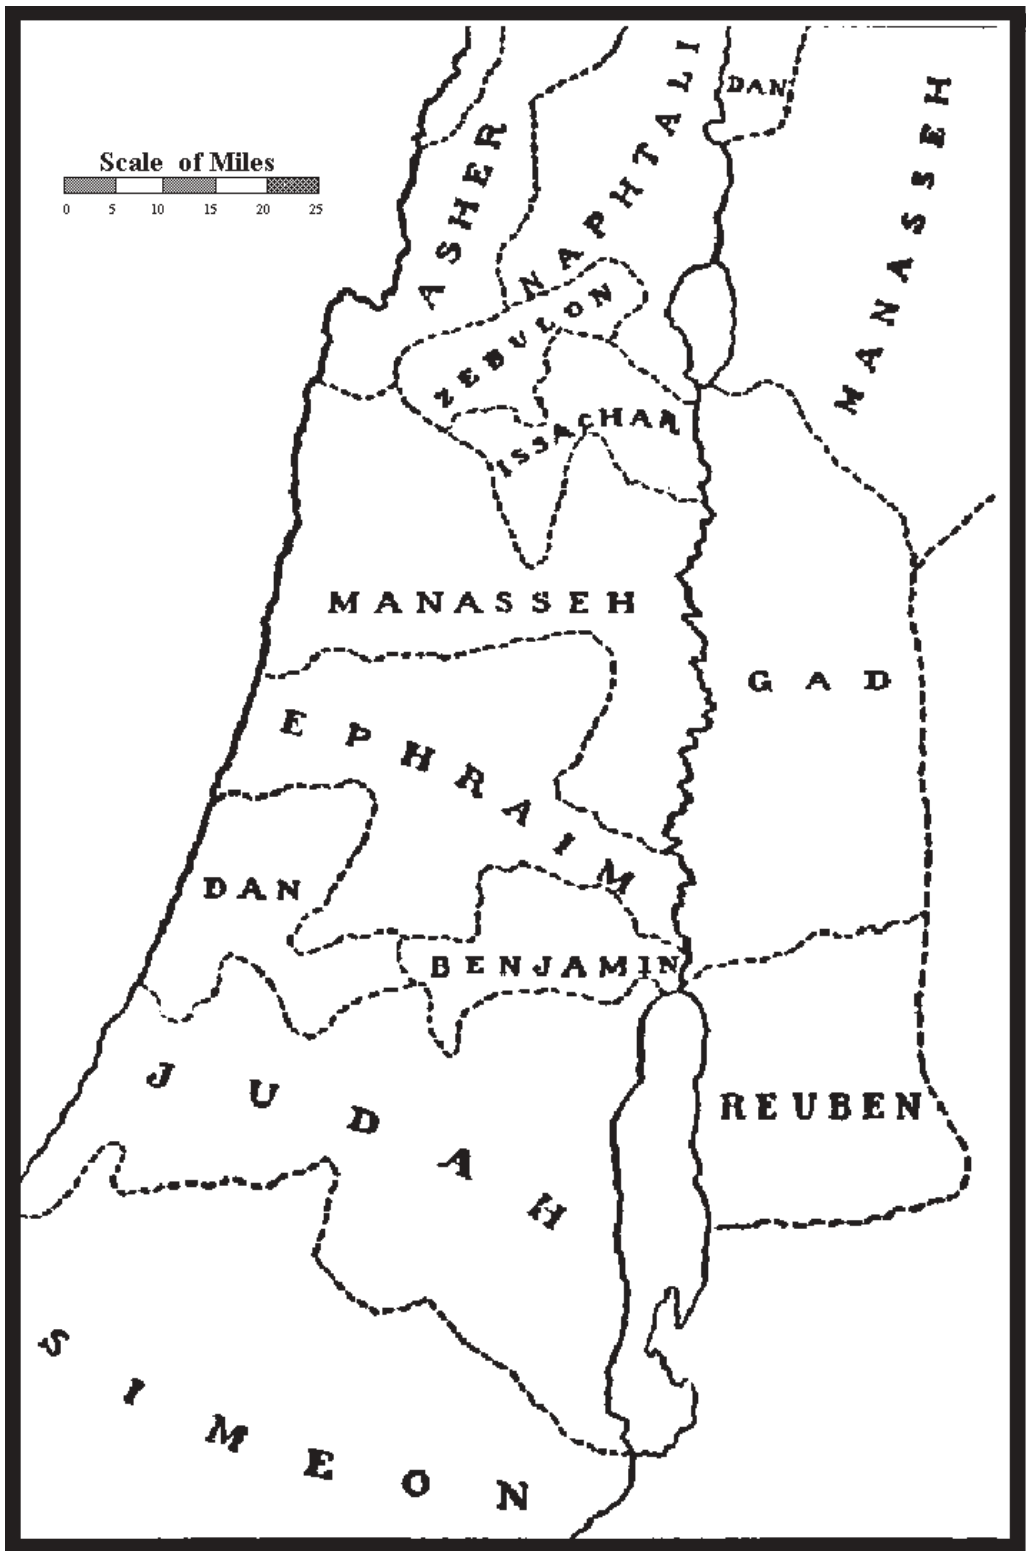 DAN
NAPHTALI
MANASSEH
ASHER
Scale of Miles
0 5 10 15 20 25
ZEBULON
ISSACHAR
MANASSEH
GAD
EPHRAIM
DAN
BENJAMIN
JUDAH
REUBEN
SIMEON